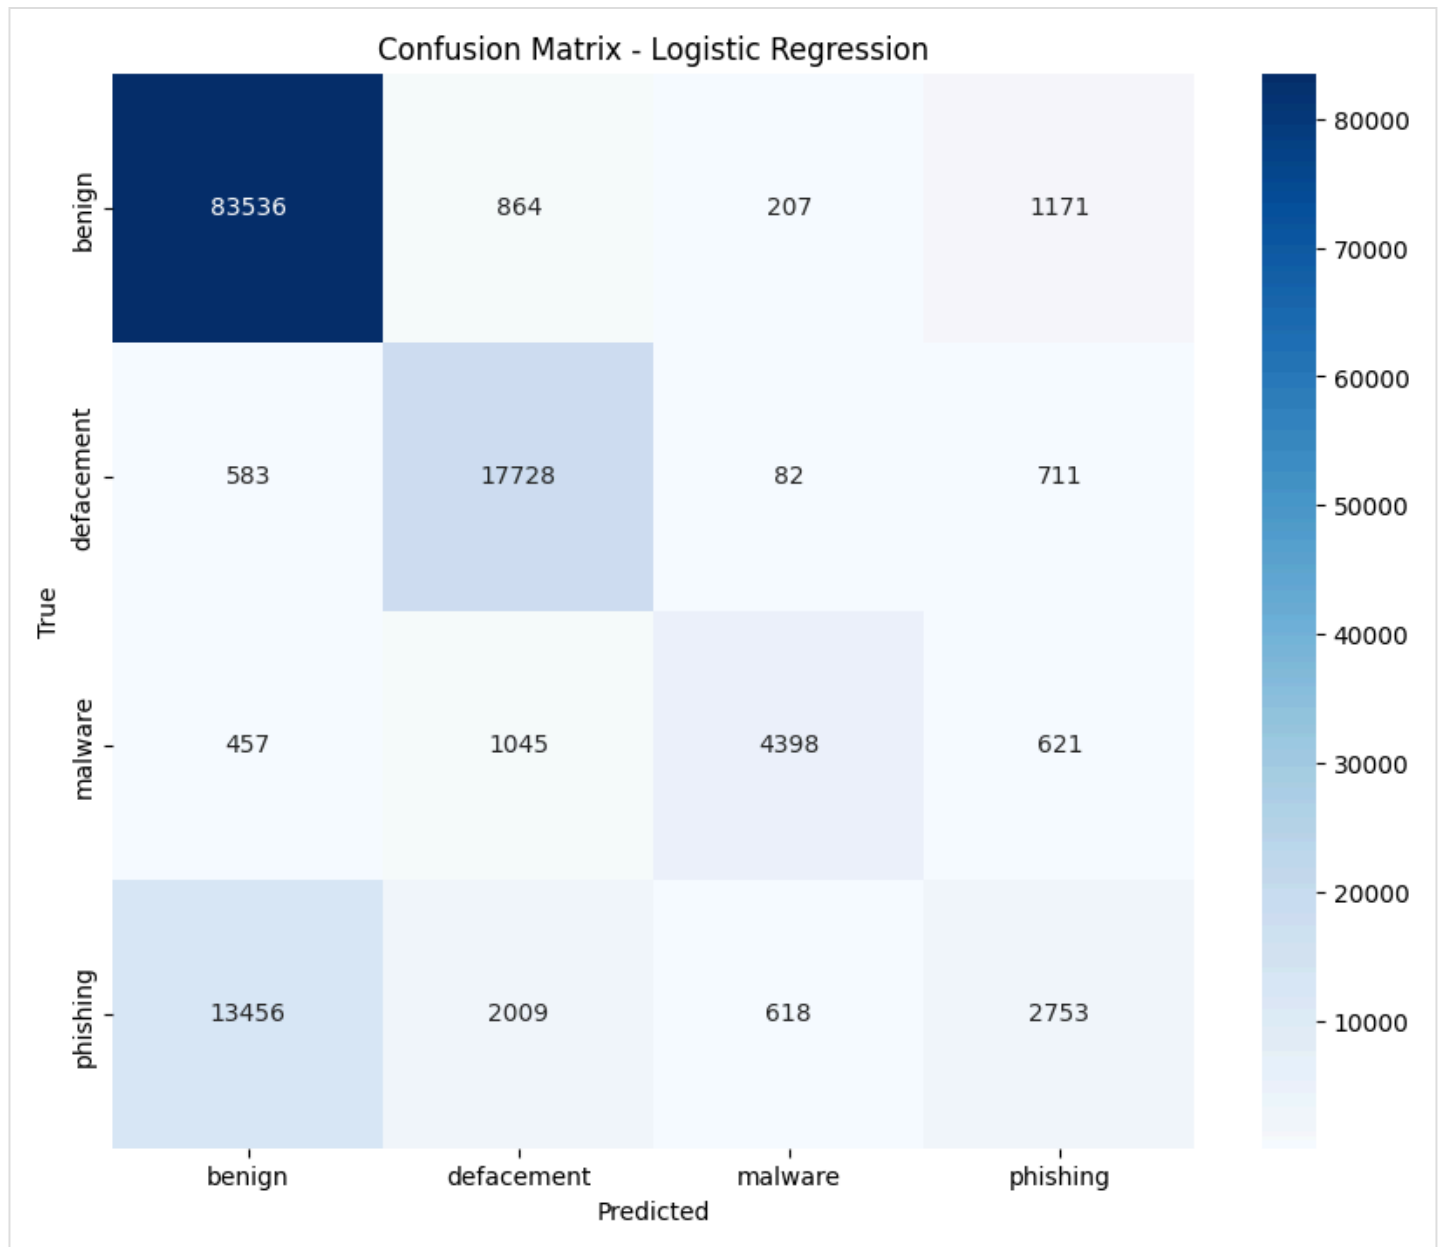 Confusion Matrix - Logistic Regression
benign 83536 864 207 1171
defacement 583 17728 82 711
malware 457 1045 4398 621
phishing 13456 2009 618 2753
benign defacement malware phishing
Predicted
True
80000
70000
60000
50000
40000
30000
20000
10000